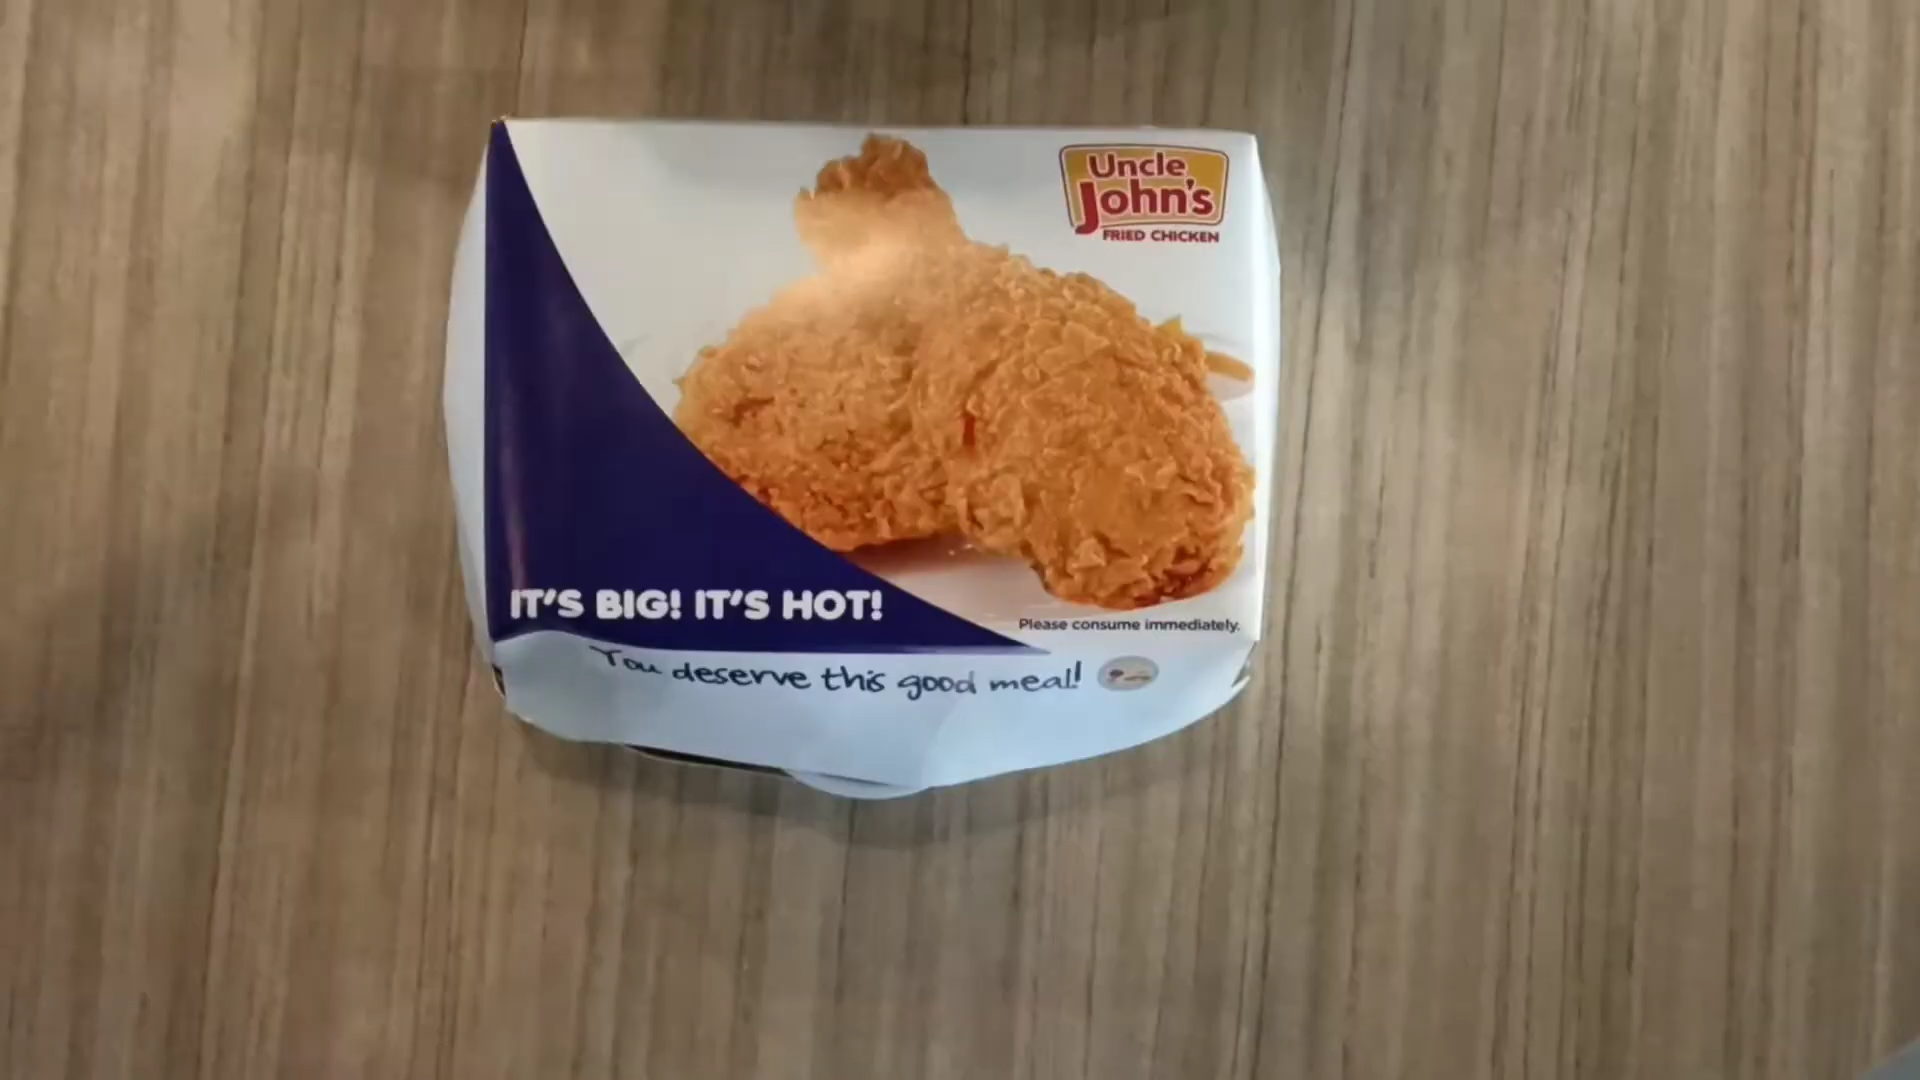 Uncle
John's
FRIED CHICKEN
IT'S BIG! IT'S HOT!
Please consume immediately.
You deserve this good meal!